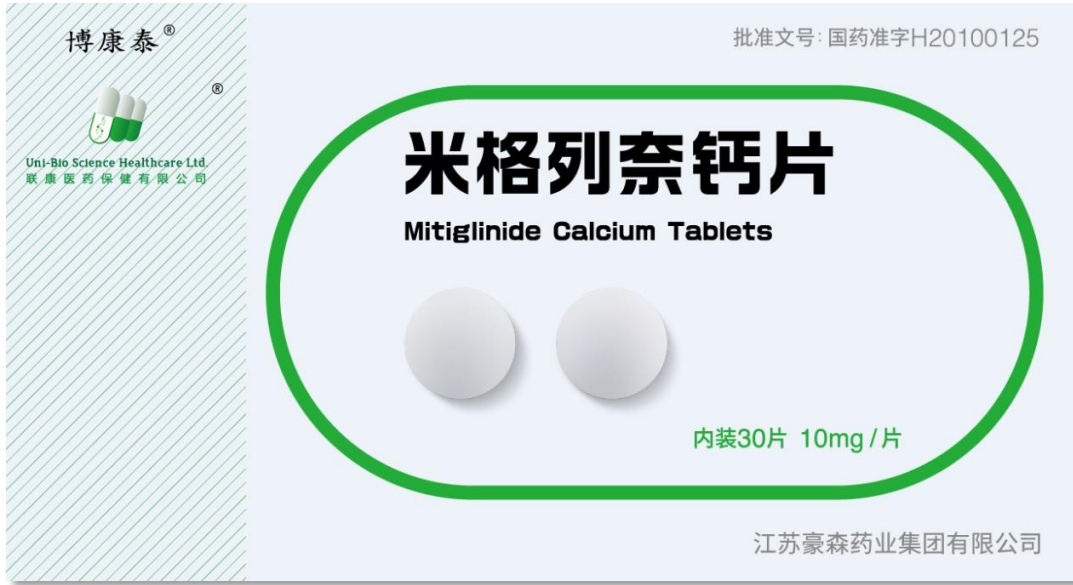 博康泰®
®
Uni-Bio Science Healthcare Ltd.
联康医药保健有限公司
批准文号: 国药准字H20100125
米格列奈钙片
Mitiglinide Calcium Tablets
内装30片 10mg/片
江苏豪森药业集团有限公司